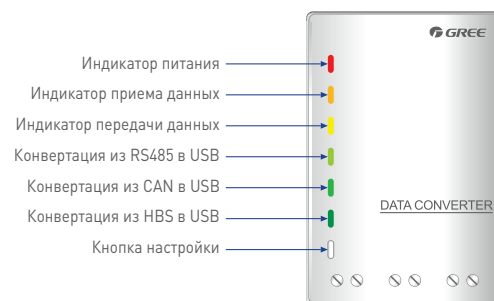 GREE
Индикатор питания
Индикатор приема данных
Индикатор передачи данных
Конвертация из RS485 в USB
Конвертация из CAN в USB
Конвертация из HBS в USB
Кнопка настройки
DATA CONVERTER